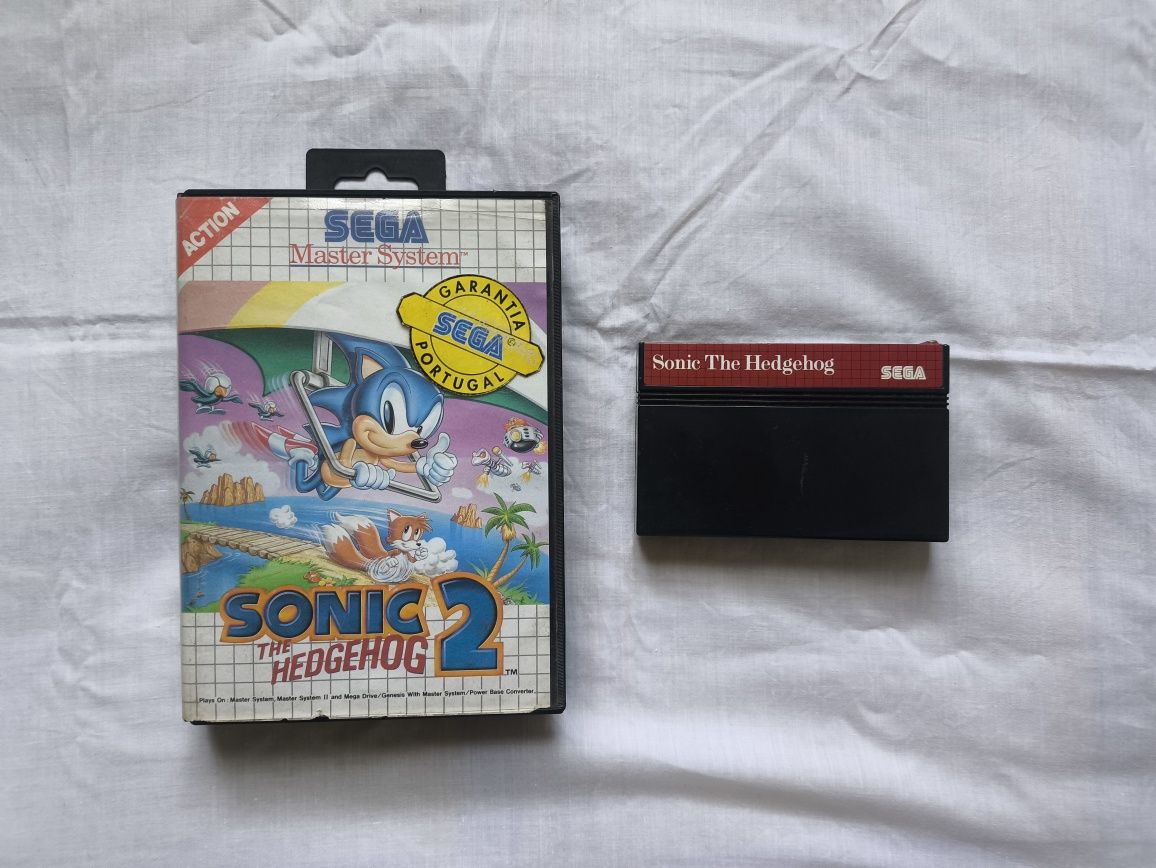 ACTION
SEGA
Master System™
GARANTIA
SEGA
PORTUGAL
SONIC
THE
HEDGEHOG
2
™
Plays On: Master System, Master System II and Mega Drive/Genesis With Master System/Power Base Converter.
Sonic The Hedgehog
SEGA